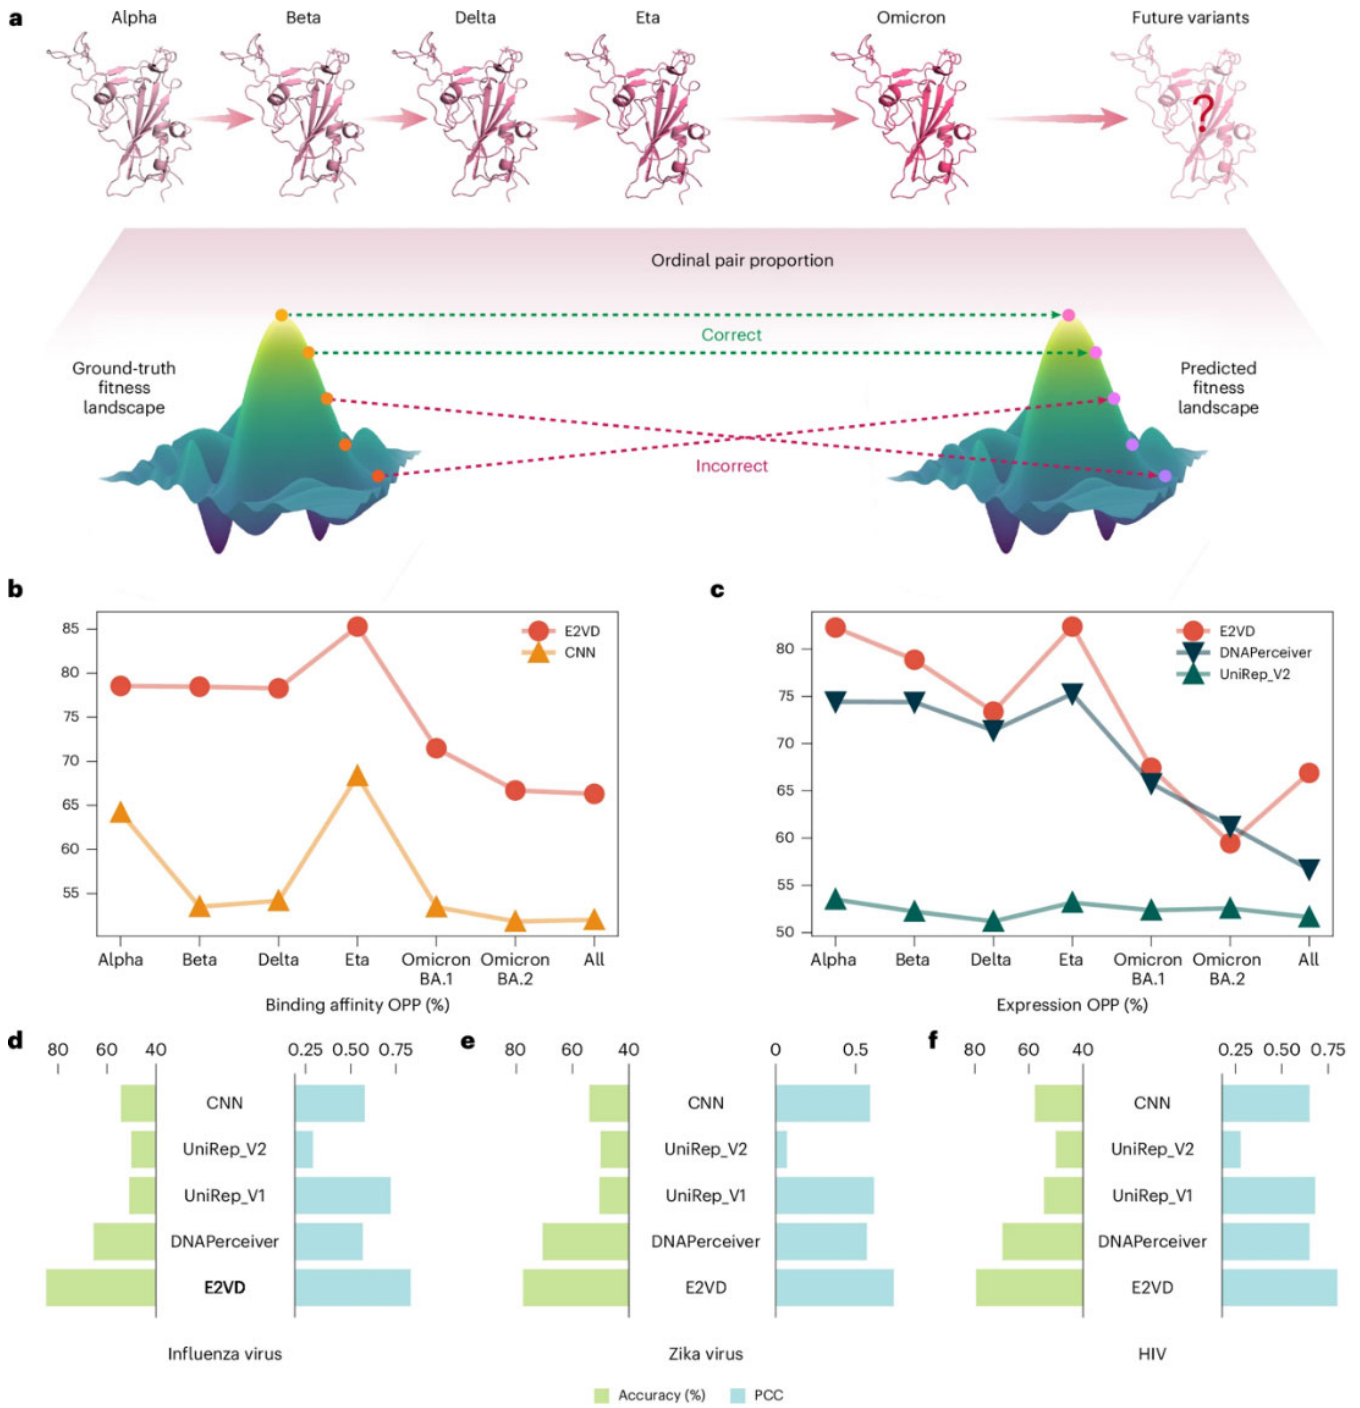 a
Alpha Beta Delta Eta Omicron Future variants
?
Ordinal pair proportion
Correct
Ground-truth
fitness
landscape
Predicted
fitness
landscape
Incorrect
b
85
80
75
70
65
60
55
E2VD
CNN
Alpha Beta Delta Eta Omicron Omicron All
BA.1 BA.2
Binding affinity OPP (%)
c
80
75
70
65
60
55
50
E2VD
DNAPerceiver
UniRep_V2
Alpha Beta Delta Eta Omicron Omicron All
BA.1 BA.2
Expression OPP (%)
d
80 60 40 0.25 0.50 0.75
CNN
UniRep_V2
UniRep_V1
DNAPerceiver
E2VD
Influenza virus
e
80 60 40 0 0.5
CNN
UniRep_V2
UniRep_V1
DNAPerceiver
E2VD
Zika virus
f
80 60 40 0.25 0.50 0.75
CNN
UniRep_V2
UniRep_V1
DNAPerceiver
E2VD
HIV
Accuracy (%) PCC